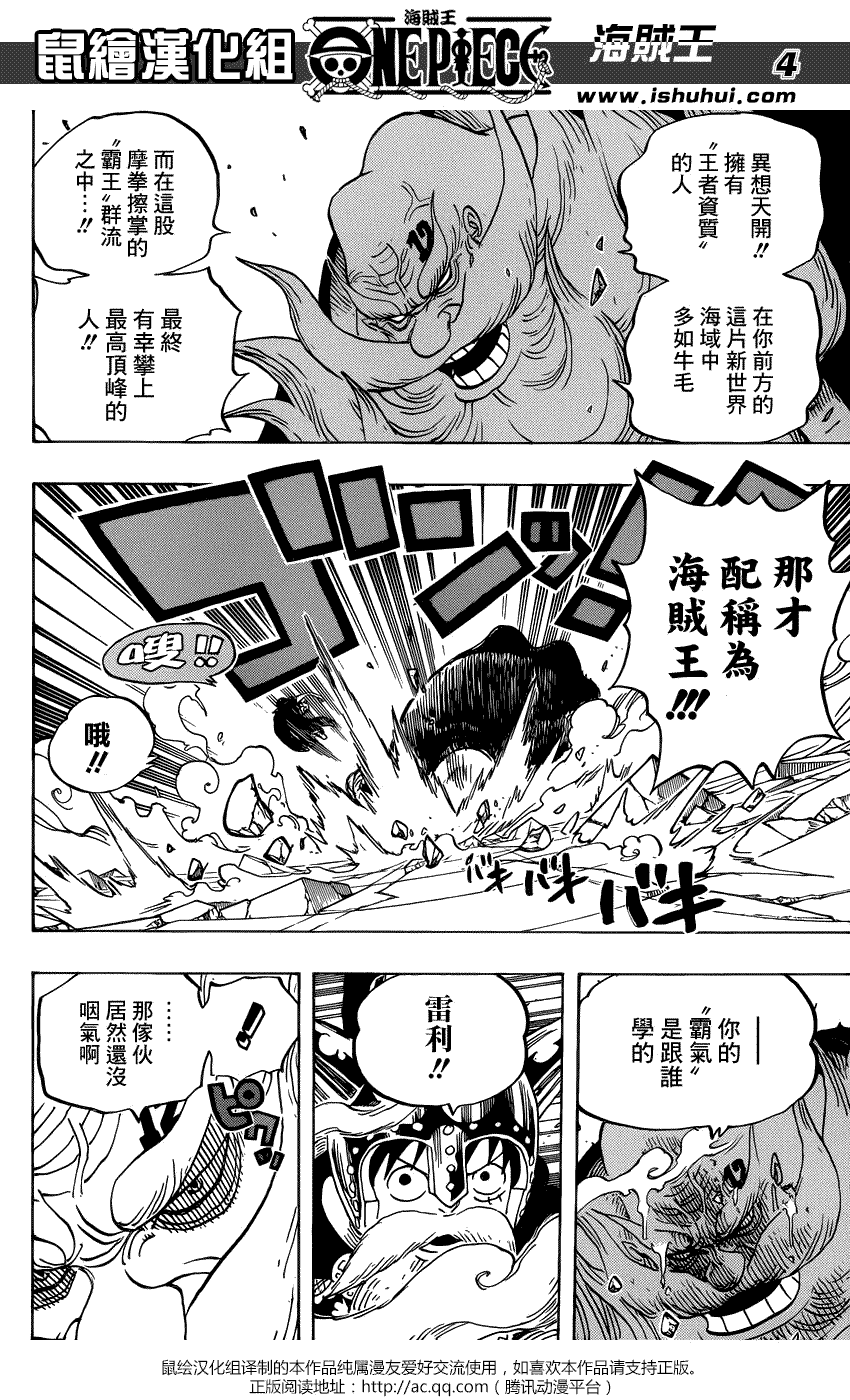 鼠繪漢化組
海賊王
ONE PIECE
海賊王
4
www.ishuhui.com
異想天開!!
擁有
〝王者資質〞
的人
在你前方的
這片新世界
海域中
多如牛毛
而在這股
摩拳擦掌的
〝霸王〞群流
之中…!!
最終
有幸攀上
最高頂峰的
人!!
那才
配稱為
海賊王!!!
ゴゴッ
嗖!!
哦!!
バキ
バキ
バキ
——
你的
〝霸氣〞
是跟誰
學的
12
雷利!!
!
……
那傢伙
居然還沒
咽氣啊
ピクッ
鼠绘汉化组译制的本作品纯属漫友爱好交流使用，如喜欢本作品请支持正版。
正版阅读地址：http://ac.qq.com（腾讯动漫平台）